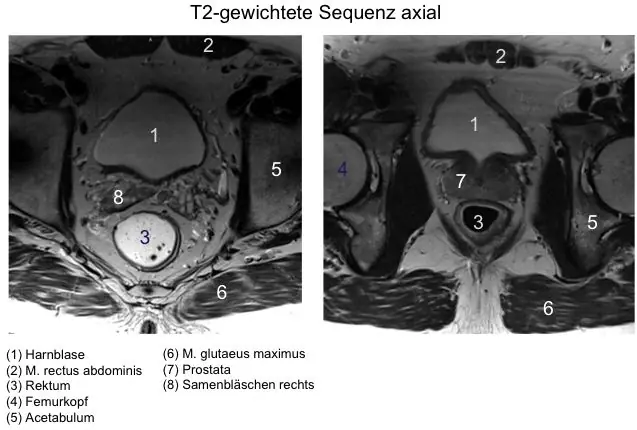 T2-gewichtete Sequenz axial
2
1
5
8
3
6
2
1
4
7
3
5
6
(1) Harnblase
(2) M. rectus abdominis
(3) Rektum
(4) Femurkopf
(5) Acetabulum
(6) M. glutaeus maximus
(7) Prostata
(8) Samenbläschen rechts